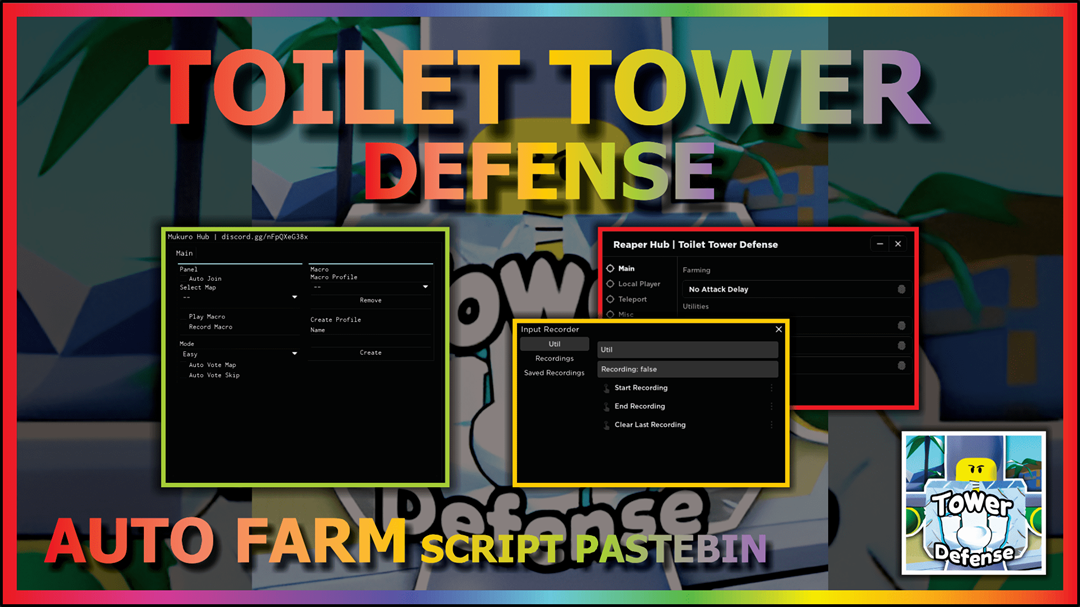 TOILET TOWER
DEFENSE
Mukuro Hub | discord.gg/nFpQXeG38x
Main
Panel
Auto Join
Select Map
--
Play Macro
Record Macro
Mode
Easy
Auto Vote Map
Auto Vote Skip
Macro
Macro Profile
--
Remove
Create Profile
Name
Create
Reaper Hub | Toilet Tower Defense
Main
Local Player
Teleport
Misc
Farming
No Attack Delay
Utilities
Input Recorder
Util
Recordings
Saved Recordings
Util
Recording: false
Start Recording
End Recording
Clear Last Recording
Tower
Defense
AUTO FARM SCRIPT PASTEBIN
Tower
Defense